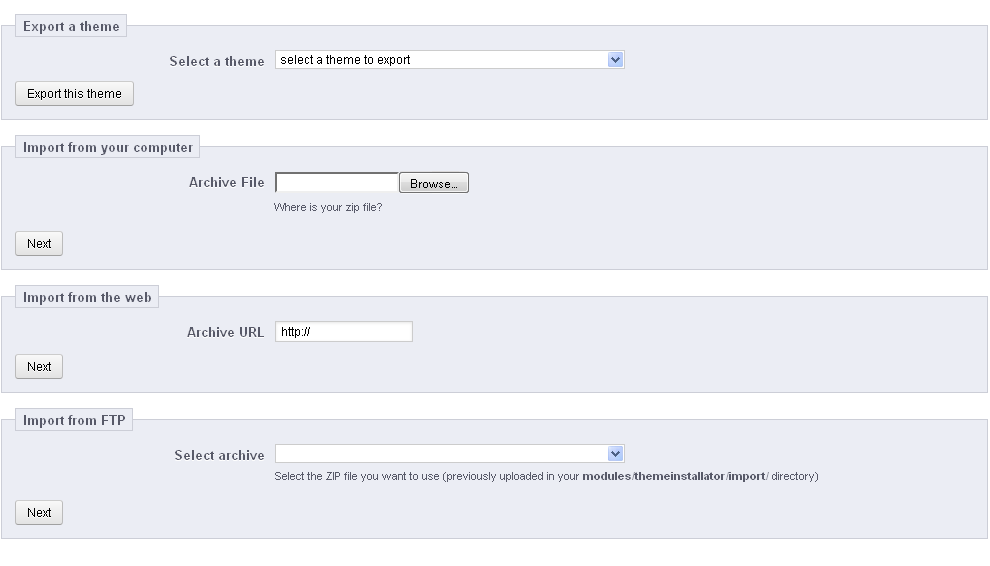 Export a theme
Select a theme select a theme to export
Export this theme
Import from your computer
Archive File Browse...
Where is your zip file?
Next
Import from the web
Archive URL http://
Next
Import from FTP
Select archive
Select the ZIP file you want to use (previously uploaded in your modules/themeinstallator/import/ directory)
Next